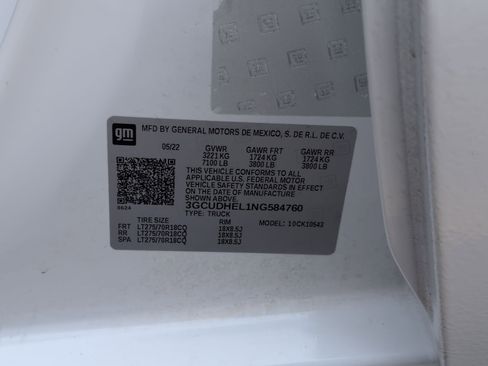 gm
MFD BY GENERAL MOTORS DE MEXICO, S. DE R.L. DE C.V.
05/22 GVWR GAWR FRT GAWR RR
3221 KG 1724 KG 1724 KG
7100 LB 3800 LB 3800 LB
THIS VEHICLE CONFORMS TO ALL
APPLICABLE U.S. FEDERAL MOTOR
VEHICLE SAFETY STANDARDS IN EFFECT
ON THE DATE OF MANUFACTURE
SHOWN ABOVE.
0624 3GCUDHEL1NG584760
TYPE: TRUCK MODEL: 10CK10543
TIRE SIZE RIM
FRT LT275/70R18CQ 18X8.5J
RR LT275/70R18CQ 18X8.5J
SPA LT275/70R18CQ 18X8.5J